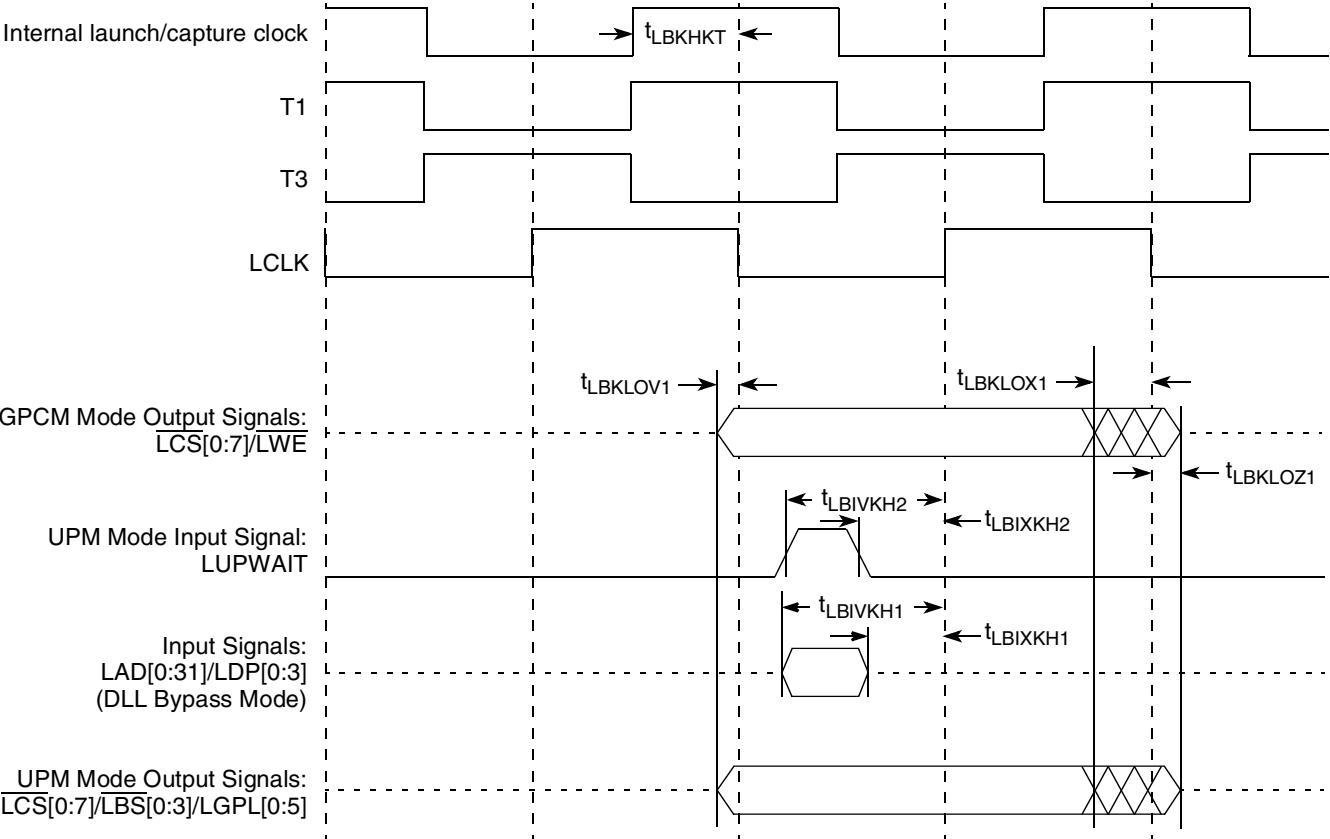 Internal launch/capture clock
tLBKHKT
T1
T3
LCLK
tLBKLOV1
tLBKLOX1
GPCM Mode Output Signals:
LCS[0:7]/LWE
tLBKLOZ1
tLBIVKH2
tLBIXKH2
UPM Mode Input Signal:
LUPWAIT
tLBIVKH1
tLBIXKH1
Input Signals:
LAD[0:31]/LDP[0:3]
(DLL Bypass Mode)
UPM Mode Output Signals:
LCS[0:7]/LBS[0:3]/LGPL[0:5]